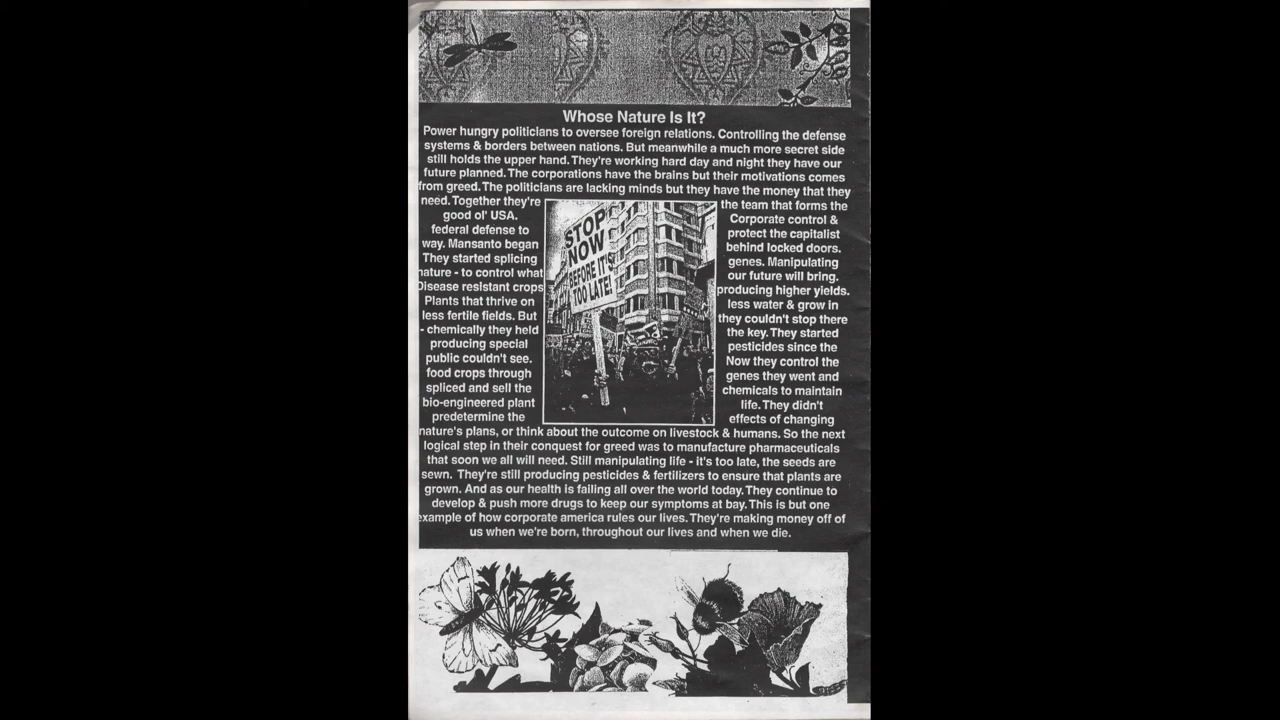 Whose Nature Is It?
Power hungry politicians to oversee foreign relations. Controlling the defense
systems & borders between nations. But meanwhile a much more secret side
still holds the upper hand. They're working hard day and night they have our
future planned. The corporations have the brains but their motivations comes
from greed. The politicians are lacking minds but they have the money that they
need. Together they're the team that forms the
good ol' USA. Corporate control &
federal defense to protect the capitalist
way. Mansanto began behind locked doors.
They started splicing genes. Manipulating
nature - to control what our future will bring.
Disease resistant crops producing higher yields.
Plants that thrive on less water & grow in
less fertile fields. But they couldn't stop there
- chemically they held the key. They started
producing special pesticides since the
public couldn't see. Now they control the
food crops through genes they went and
spliced and sell the chemicals to maintain
bio-engineered plant life. They didn't
predetermine the effects of changing
nature's plans, or think about the outcome on livestock & humans. So the next
logical step in their conquest for greed was to manufacture pharmaceuticals
that soon we all will need. Still manipulating life - it's too late, the seeds are
sewn. They're still producing pesticides & fertilizers to ensure that plants are
grown. And as our health is failing all over the world today. They continue to
develop & push more drugs to keep our symptoms at bay. This is but one
example of how corporate america rules our lives. They're making money off of
us when we're born, throughout our lives and when we die.
STOP
NOW
BEFORE IT'S
TOO LATE!